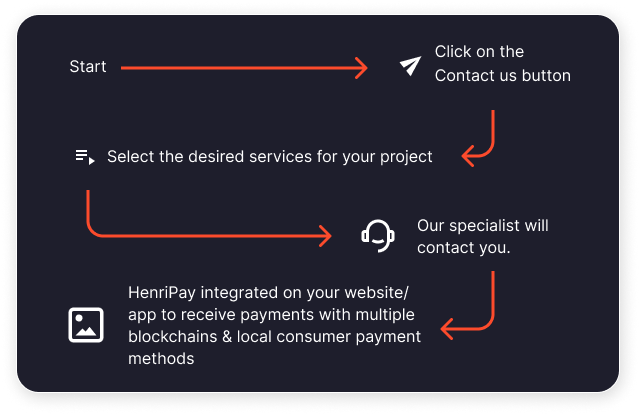 Start
Click on the
Contact us button
Select the desired services for your project
Our specialist will
contact you.
HenriPay integrated on your website/
app to receive payments with multiple
blockchains & local consumer payment
methods